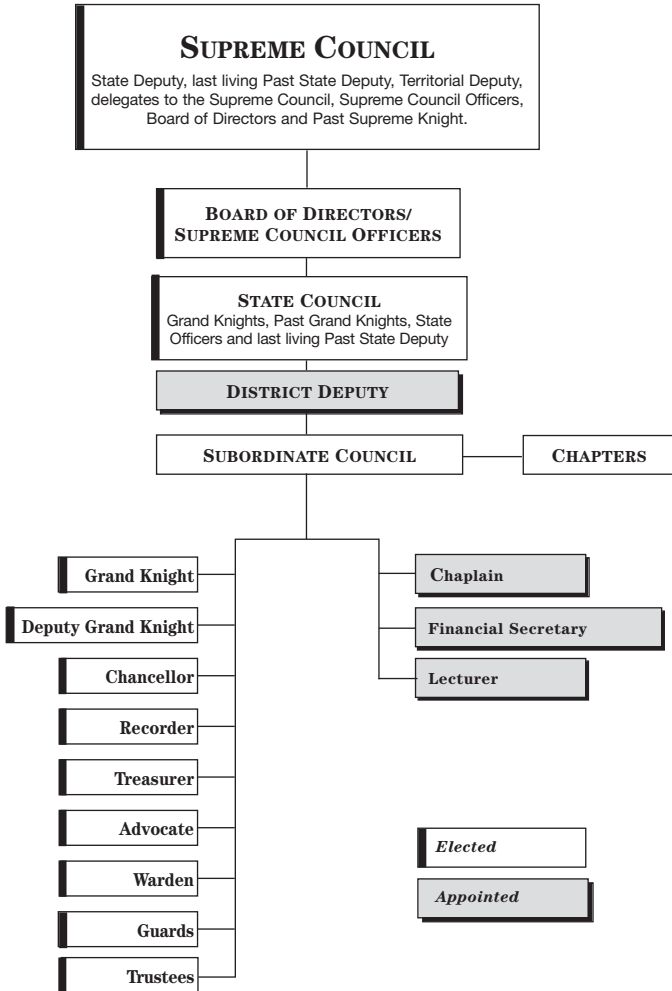 SUPREME COUNCIL
State Deputy, last living Past State Deputy, Territorial Deputy,
delegates to the Supreme Council, Supreme Council Officers,
Board of Directors and Past Supreme Knight.
BOARD OF DIRECTORS/
SUPREME COUNCIL OFFICERS
STATE COUNCIL
Grand Knights, Past Grand Knights, State
Officers and last living Past State Deputy
DISTRICT DEPUTY
SUBORDINATE COUNCIL
CHAPTERS
Grand Knight
Deputy Grand Knight
Chancellor
Recorder
Treasurer
Advocate
Warden
Guards
Trustees
Chaplain
Financial Secretary
Lecturer
Elected
Appointed